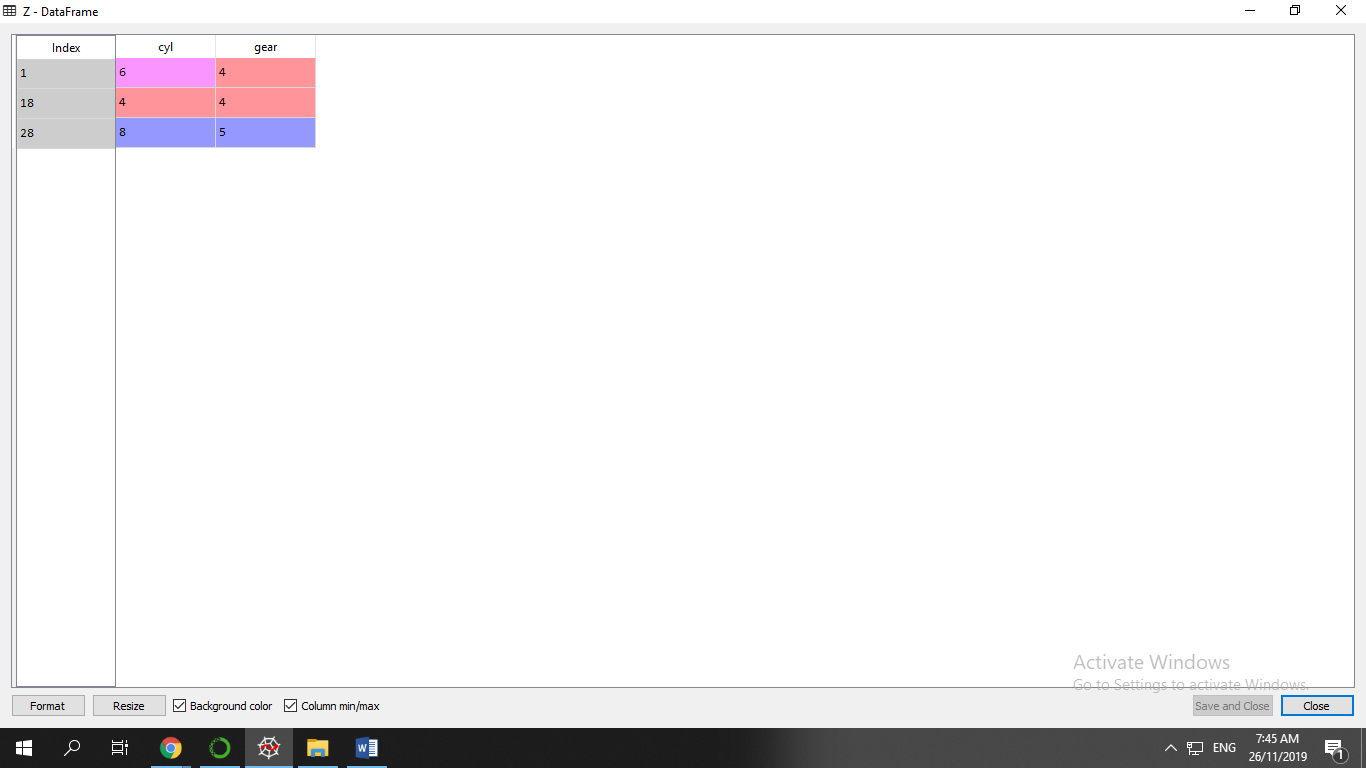 Z - DataFrame
Index cyl gear
1 6 4
18 4 4
28 8 5
Activate Windows
Go to Settings to activate Windows.
Format Resize Background color Column min/max Save and Close Close
W
ENG
7:45 AM
26/11/2019
1